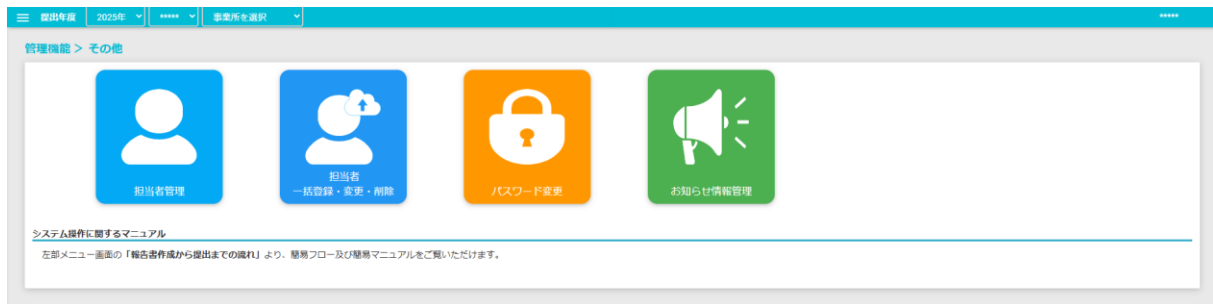 提出年度 2025年 ***** 事業所を選択 *****
管理機能 > その他
担当者管理
担当者
一括登録・変更・削除
パスワード変更
お知らせ情報管理
システム操作に関するマニュアル
左部メニュー画面の「報告書作成から提出までの流れ」より、簡易フロー及び簡易マニュアルをご覧いただけます。